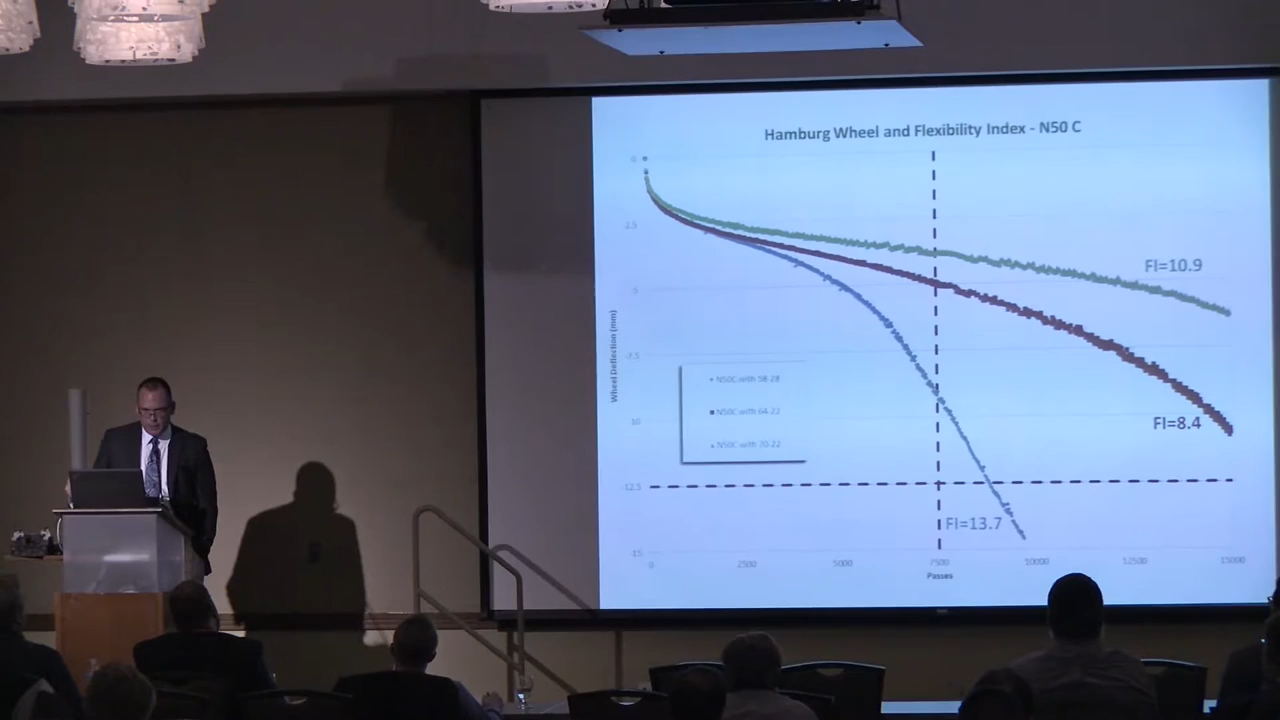 Hamburg Wheel and Flexibility Index - N50 C
0
-2.5
-5
-7.5
-10
-12.5
-15
Wheel Deflection (mm)
FI=10.9
FI=8.4
FI=13.7
N50C with 58-28
N50C with 64-22
N50C with 70-22
0
2500
5000
7500
10000
12500
15000
Passes